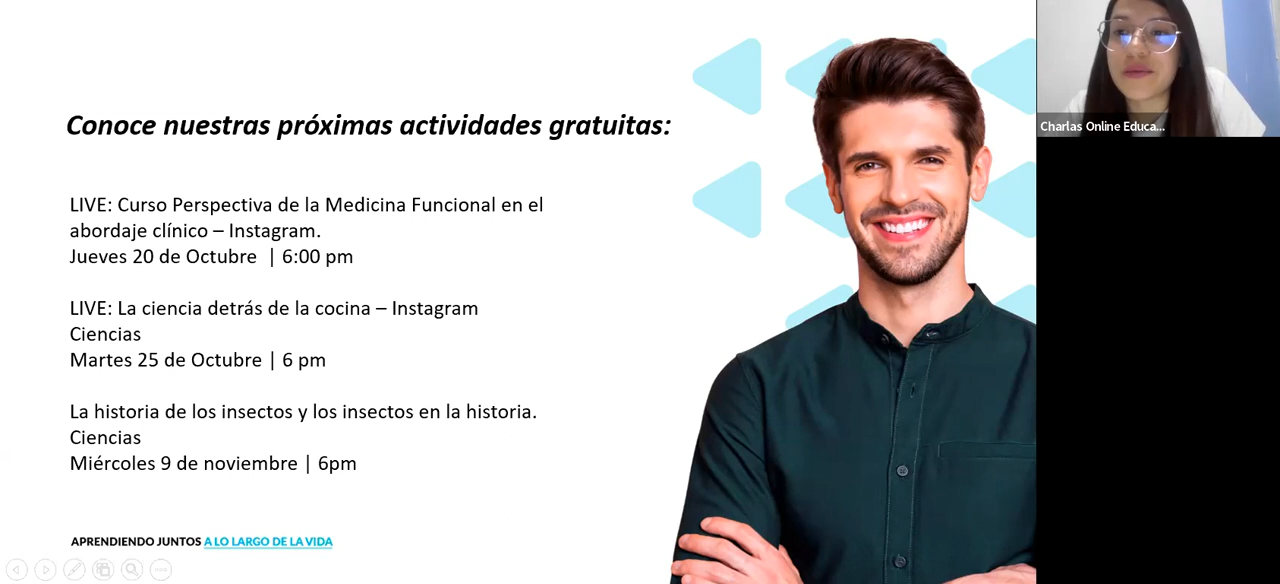 Conoce nuestras próximas actividades gratuitas:
LIVE: Curso Perspectiva de la Medicina Funcional en el
abordaje clínico – Instagram.
Jueves 20 de Octubre | 6:00 pm
LIVE: La ciencia detrás de la cocina – Instagram
Ciencias
Martes 25 de Octubre | 6 pm
La historia de los insectos y los insectos en la historia.
Ciencias
Miércoles 9 de noviembre | 6pm
APRENDIENDO JUNTOS A LO LARGO DE LA VIDA
Charlas Online Educa...